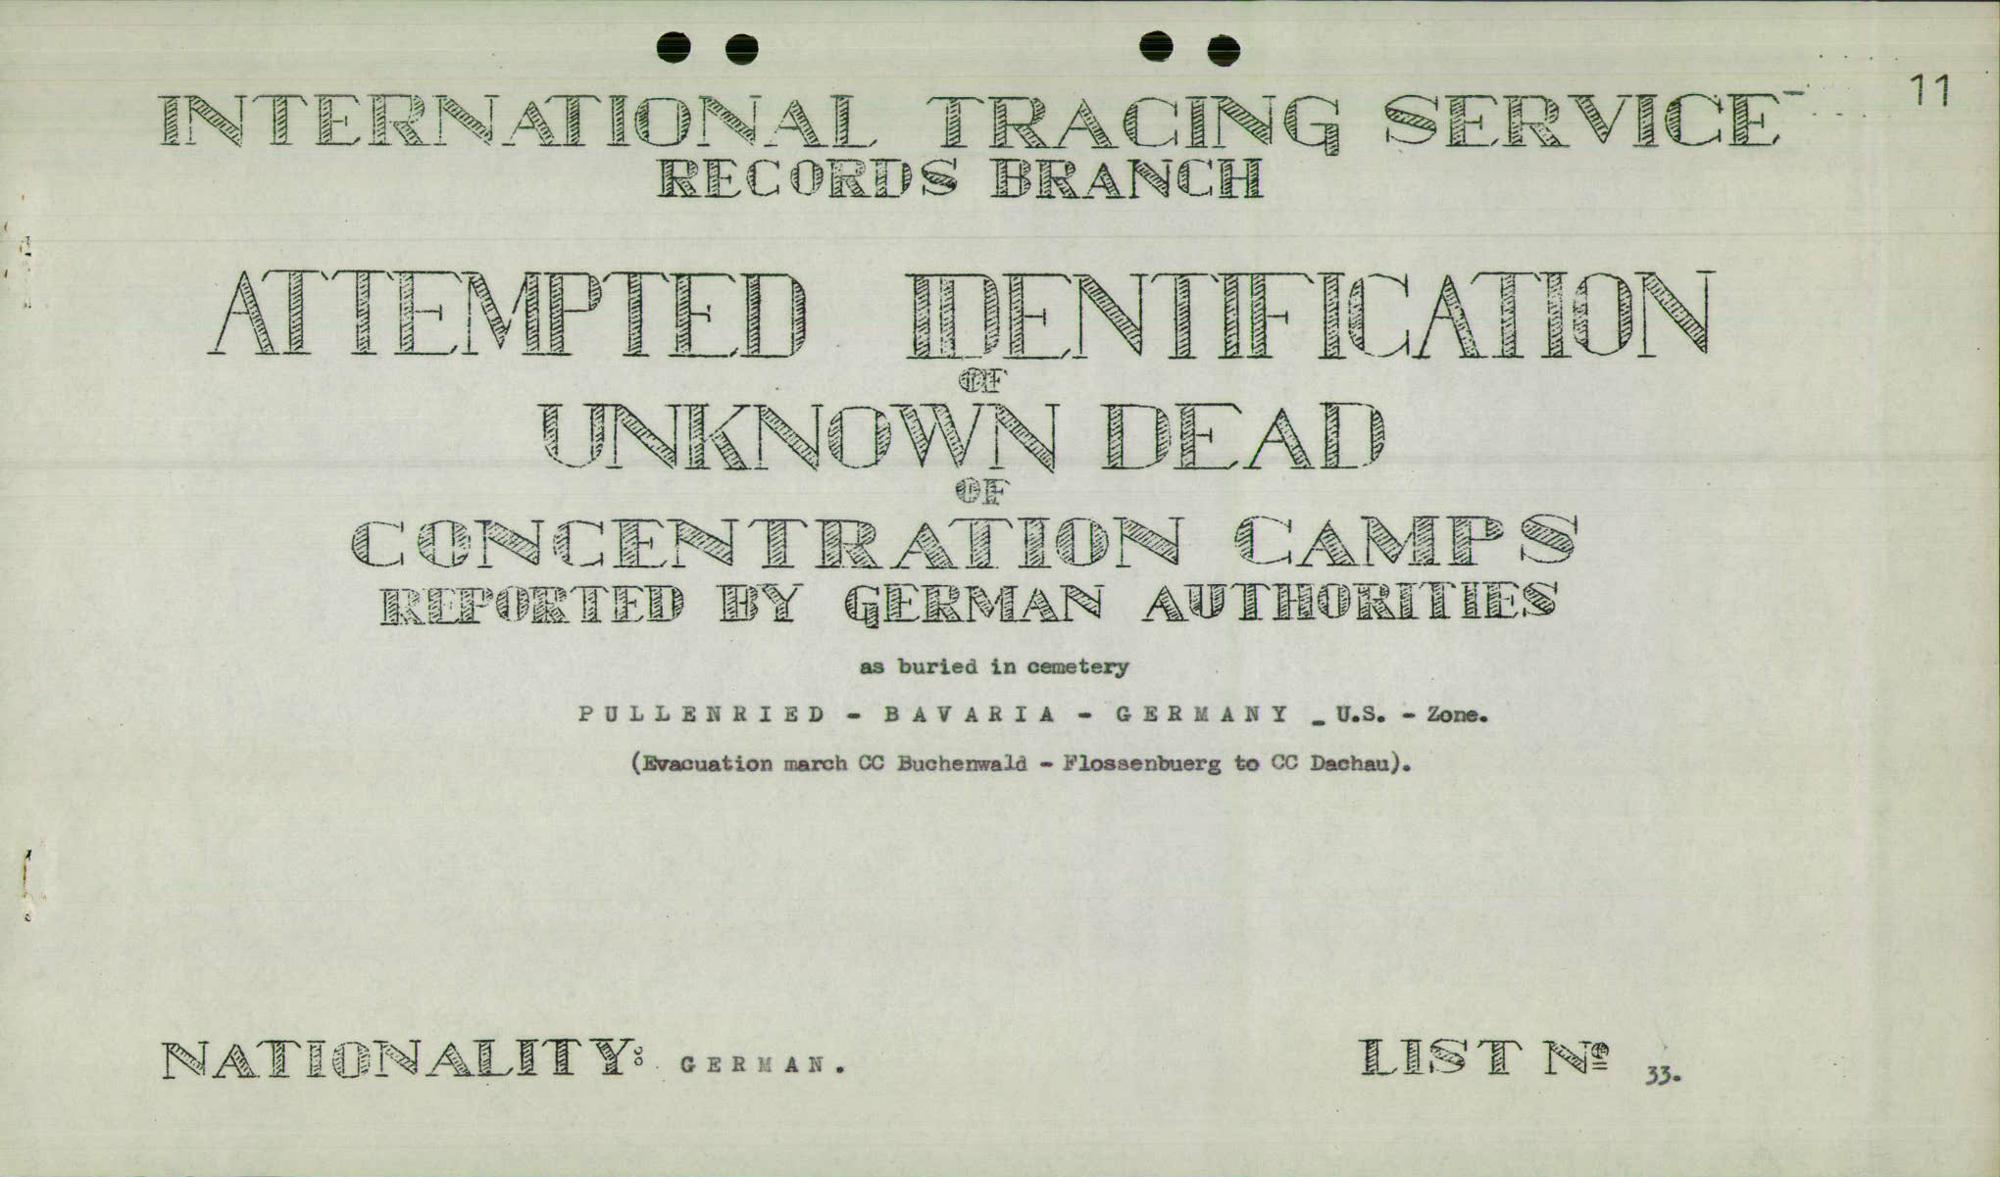 11
INTERNATIONAL TRACING SERVICE
RECORDS BRANCH
ATTEMPTED IDENTIFICATION
OF
UNKNOWN DEAD
OF
CONCENTRATION CAMPS
REPORTED BY GERMAN AUTHORITIES
as buried in cemetery
PULLENRIED - BAVARIA - GERMANY - U.S. - Zone.
(Evacuation march CC Buchenwald - Flossenbuerg to CC Dachau).
NATIONALITY: GERMAN.
LIST Nº 33.